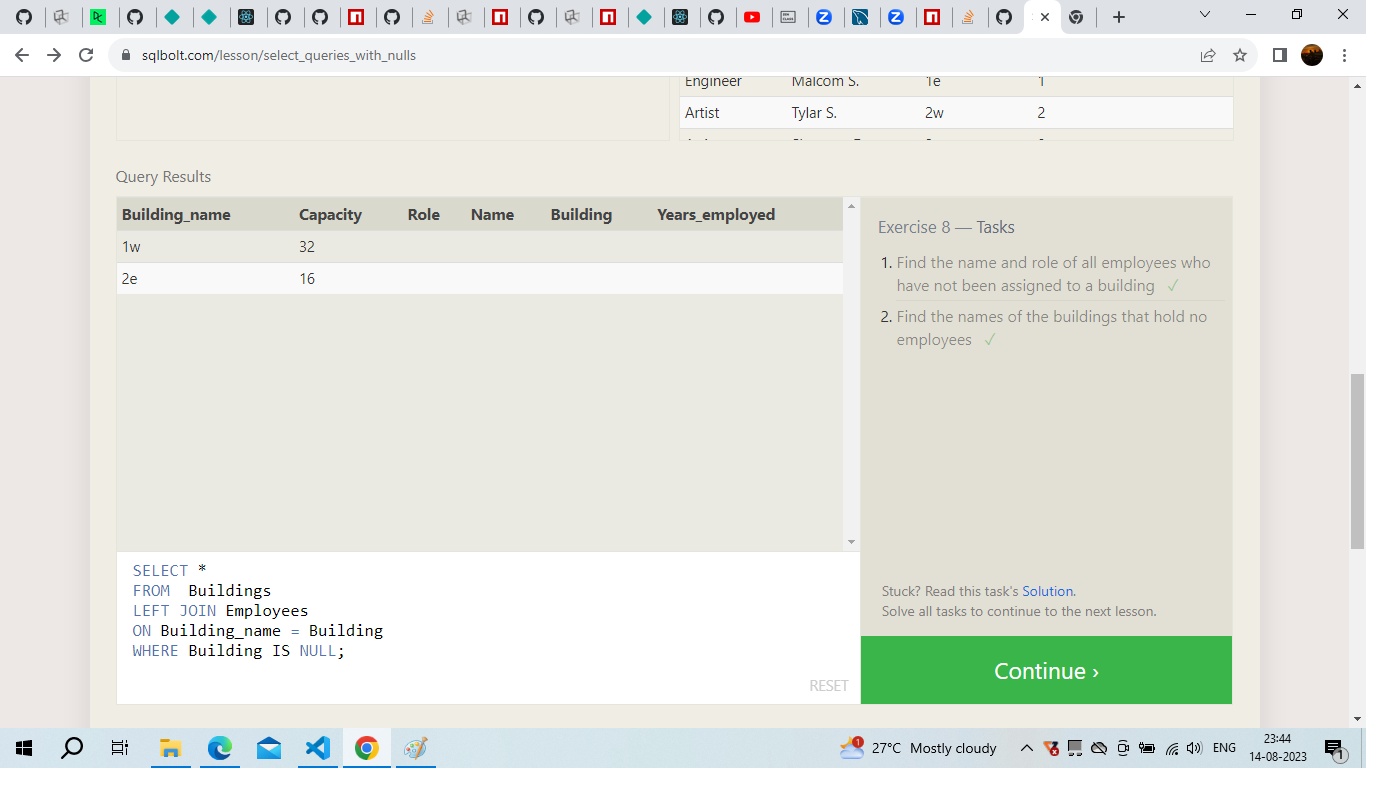 sqlbolt.com/lesson/select_queries_with_nulls
Engineer Malcom S. 1e 1
Artist Tylar S. 2w 2
Query Results
Building_name Capacity Role Name Building Years_employed
1w 32
2e 16
Exercise 8 — Tasks
1. Find the name and role of all employees who
have not been assigned to a building ✓
2. Find the names of the buildings that hold no
employees ✓
SELECT *
FROM  Buildings
LEFT JOIN Employees
ON Building_name = Building
WHERE Building IS NULL;
RESET
Stuck? Read this task's Solution.
Solve all tasks to continue to the next lesson.
Continue ›
1
27°C Mostly cloudy
ENG
23:44
14-08-2023
1